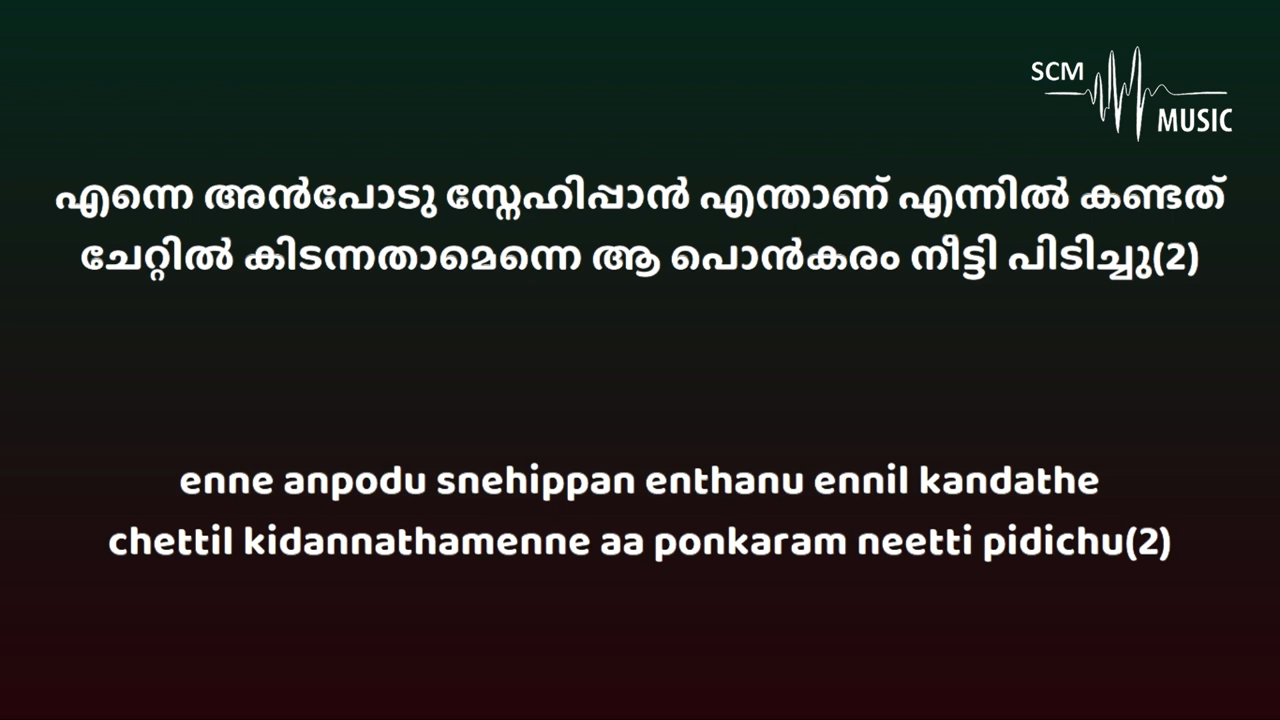 SCM
MUSIC
എന്നെ അൻപോടു സ്നേഹിപ്പാൻ എന്താണ് എന്നിൽ കണ്ടത്
ചേറ്റിൽ കിടന്നതാമെന്നെ ആ പൊൻകരം നീട്ടി പിടിച്ചു(2)
enne anpodu snehippan enthanu ennil kandathe
chettil kidannathamenne aa ponkaram neetti pidichu(2)